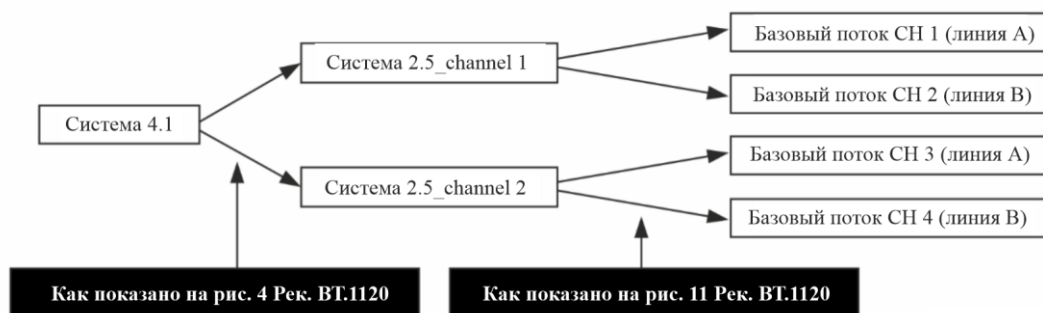 Базовый поток CH 1 (линия A)
Система 2.5_channel 1
Базовый поток CH 2 (линия B)
Система 4.1
Базовый поток CH 3 (линия A)
Система 2.5_channel 2
Базовый поток CH 4 (линия B)
Как показано на рис. 4 Рек. BT.1120
Как показано на рис. 11 Рек. BT.1120